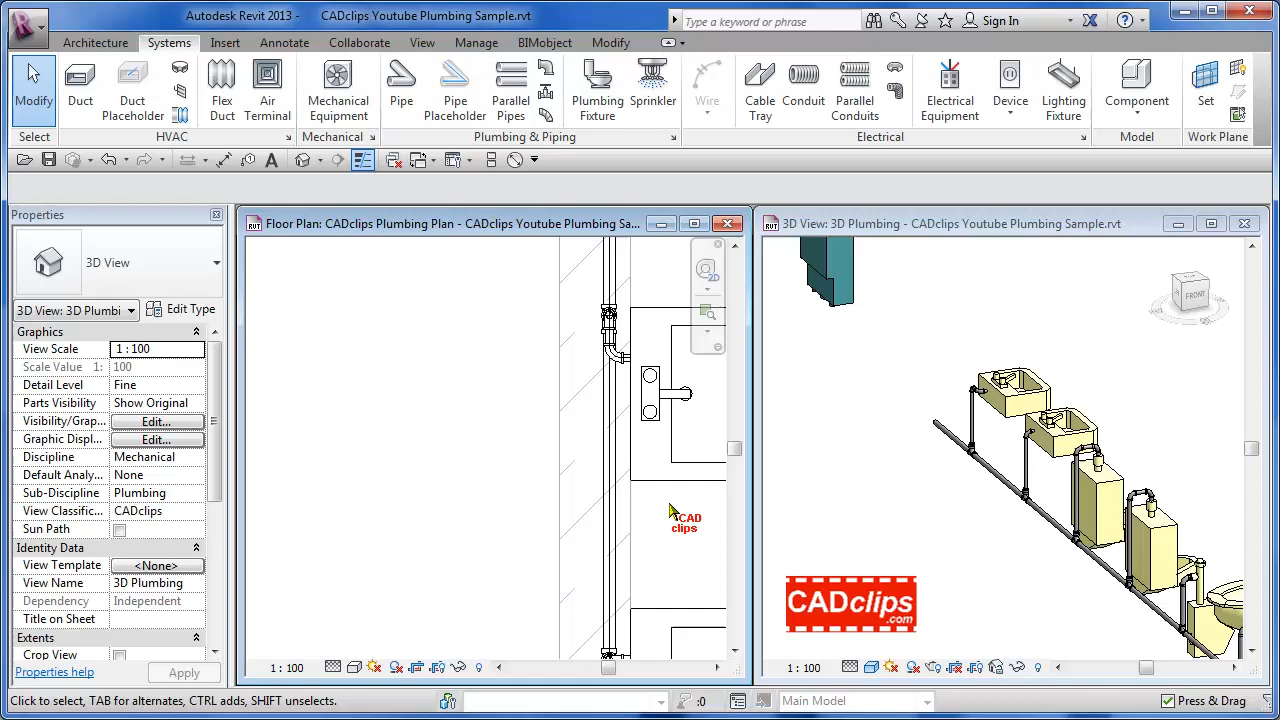 Autodesk Revit 2013 - CADclips Youtube Plumbing Sample.rvt
Type a keyword or phrase
Sign In
Architecture Systems Insert Annotate Collaborate View Manage BIMobject Modify
Modify
Duct
Duct Placeholder
Flex Duct
Air Terminal
Mechanical Equipment
Pipe
Pipe Placeholder
Parallel Pipes
Plumbing Fixture
Sprinkler
Wire
Cable Tray
Conduit
Parallel Conduits
Electrical Equipment
Device
Lighting Fixture
Component
Set
Select HVAC Mechanical Plumbing & Piping Electrical Model Work Plane
Properties
3D View
3D View: 3D Plumbi Edit Type
Graphics
View Scale 1 : 100
Scale Value 1: 100
Detail Level Fine
Parts Visibility Show Original
Visibility/Grap... Edit...
Graphic Displ... Edit...
Discipline Mechanical
Default Analy... None
Sub-Discipline Plumbing
View Classific... CADclips
Sun Path
Identity Data
View Template <None>
View Name 3D Plumbing
Dependency Independent
Title on Sheet
Extents
Crop View
Properties help Apply
Floor Plan: CADclips Plumbing Plan - CADclips Youtube Plumbing Sa...
2D
CAD
clips
1 : 100
3D View: 3D Plumbing - CADclips Youtube Plumbing Sample.rvt
FRONT
CADclips
.com
1 : 100
Click to select, TAB for alternates, CTRL adds, SHIFT unselects.
:0
Main Model
Press & Drag